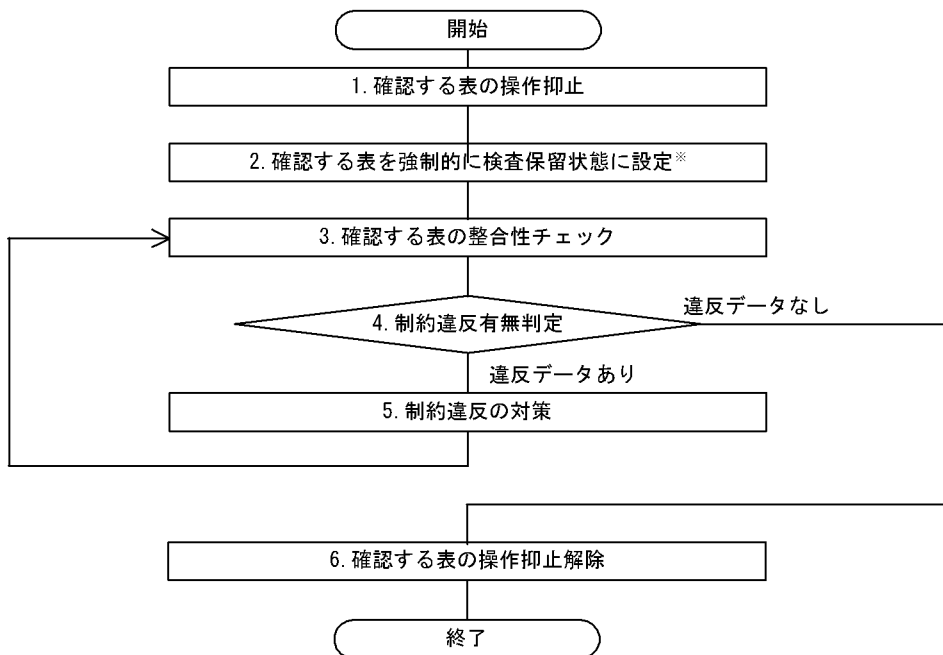 開始
1.確認する表の操作抑止
2.確認する表を強制的に検査保留状態に設定※
3.確認する表の整合性チェック
4.制約違反有無判定
違反データなし
違反データあり
5.制約違反の対策
6.確認する表の操作抑止解除
終了